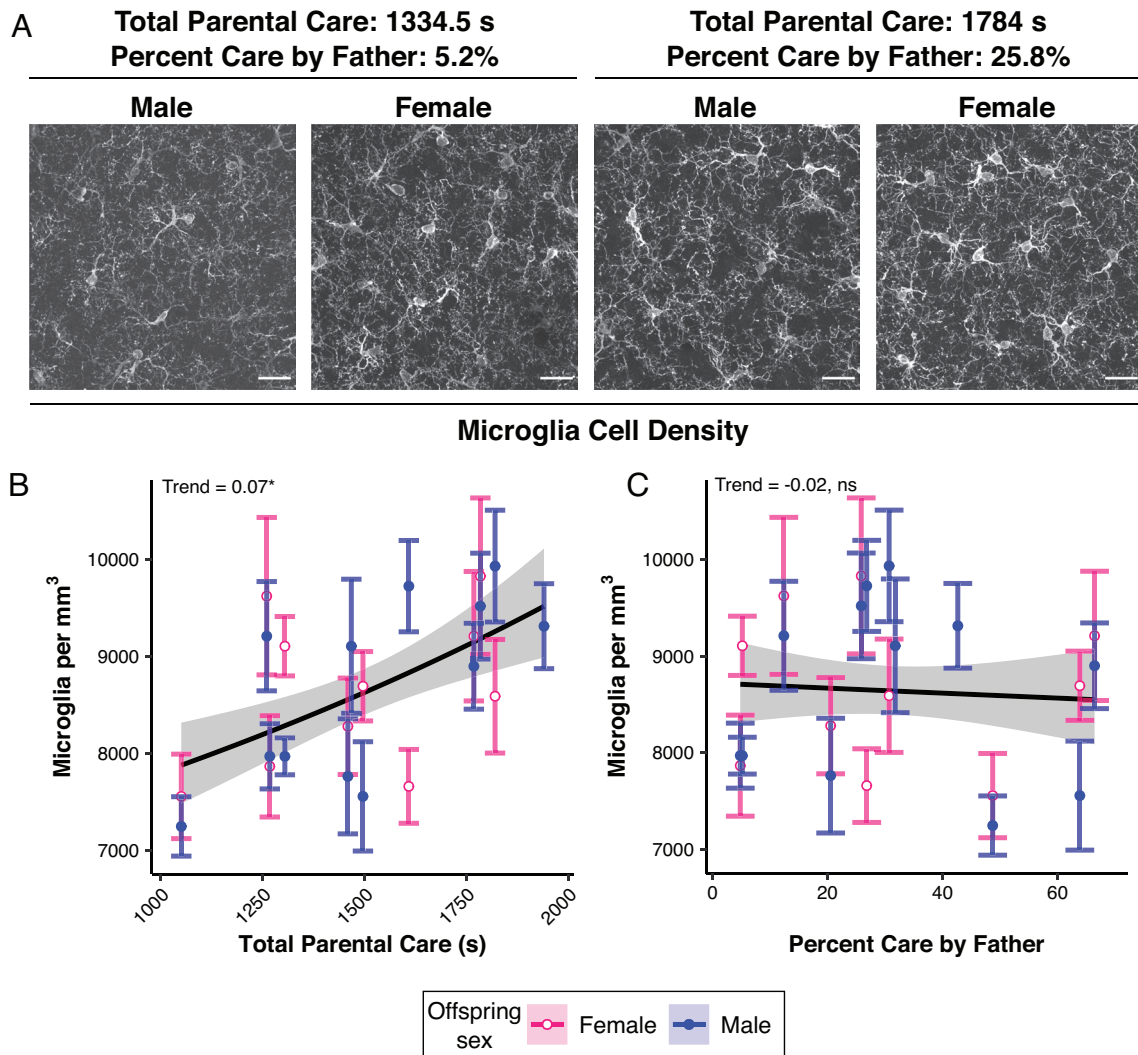 A
Total Parental Care: 1334.5 s
Percent Care by Father: 5.2%
Total Parental Care: 1784 s
Percent Care by Father: 25.8%
Male
Female
Male
Female
Microglia Cell Density
B
Trend = 0.07*
Microglia per mm³
10000
9000
8000
7000
1000
1250
1500
1750
2000
Total Parental Care (s)
C
Trend = -0.02, ns
Microglia per mm³
10000
9000
8000
7000
0
20
40
60
Percent Care by Father
Offspring
sex
Female
Male